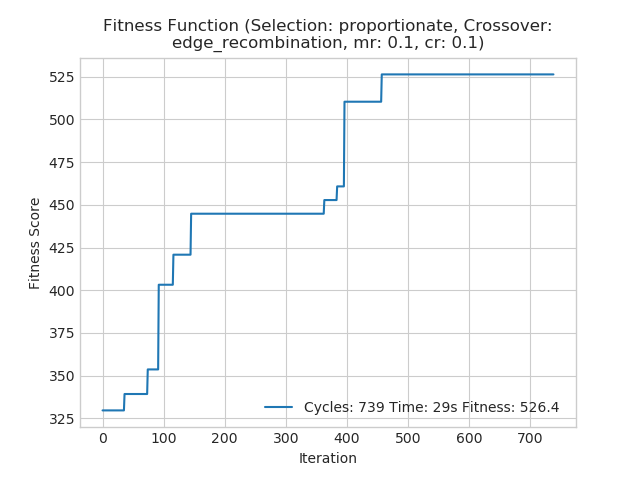 Fitness Function (Selection: proportionate, Crossover:
edge_recombination, mr: 0.1, cr: 0.1)
525
500
475
450
425
400
375
350
325
Fitness Score
Cycles: 739 Time: 29s Fitness: 526.4
0 100 200 300 400 500 600 700
Iteration